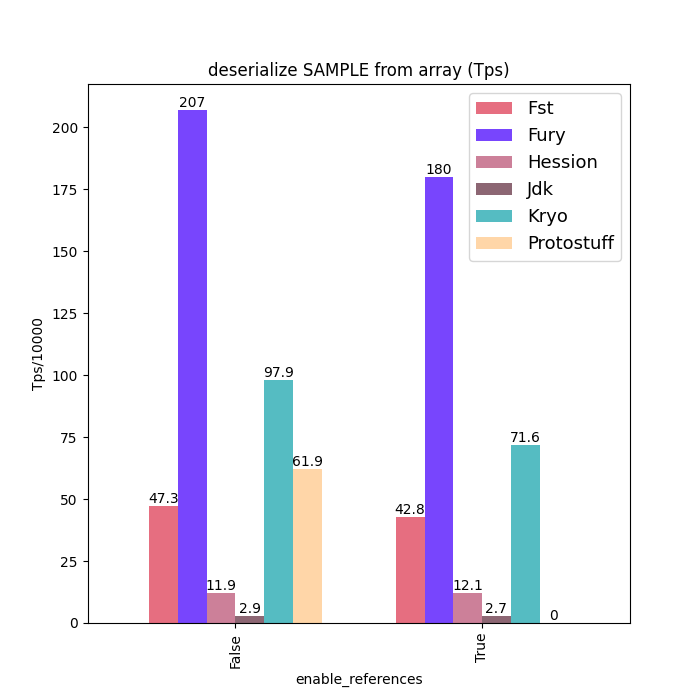 deserialize SAMPLE from array (Tps)
Fst
Fury
Hession
Jdk
Kryo
Protostuff
Tps/10000
200
175
150
125
100
75
50
25
0
47.3
207
11.9
2.9
97.9
61.9
42.8
180
12.1
2.7
71.6
0
False
True
enable_references